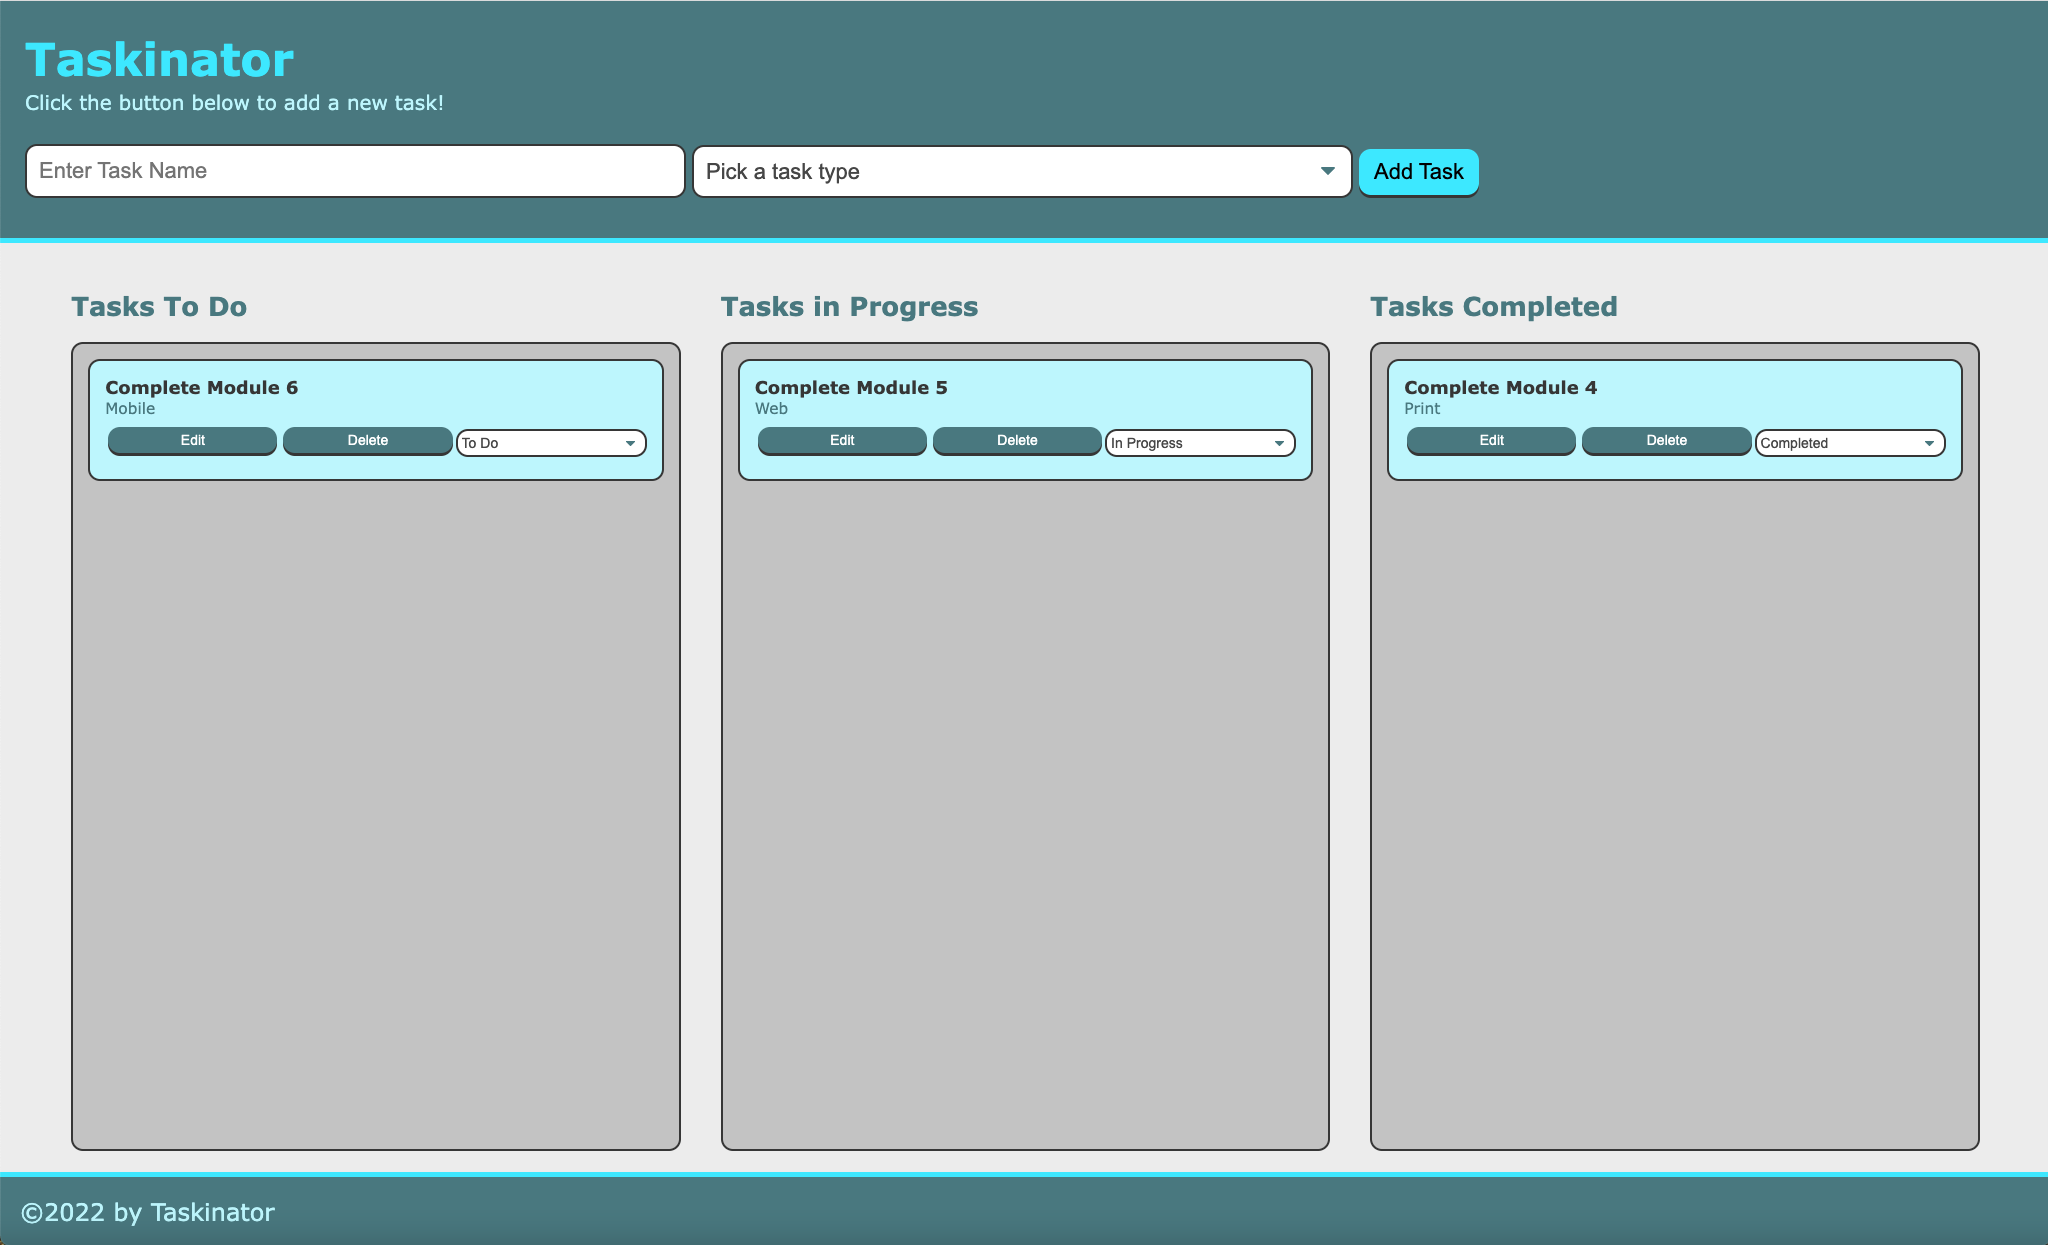 Taskinator
Click the button below to add a new task!
Enter Task Name
Pick a task type
Add Task
Tasks To Do
Complete Module 6
Mobile
Edit
Delete
To Do
Tasks in Progress
Complete Module 5
Web
Edit
Delete
In Progress
Tasks Completed
Complete Module 4
Print
Edit
Delete
Completed
©2022 by Taskinator